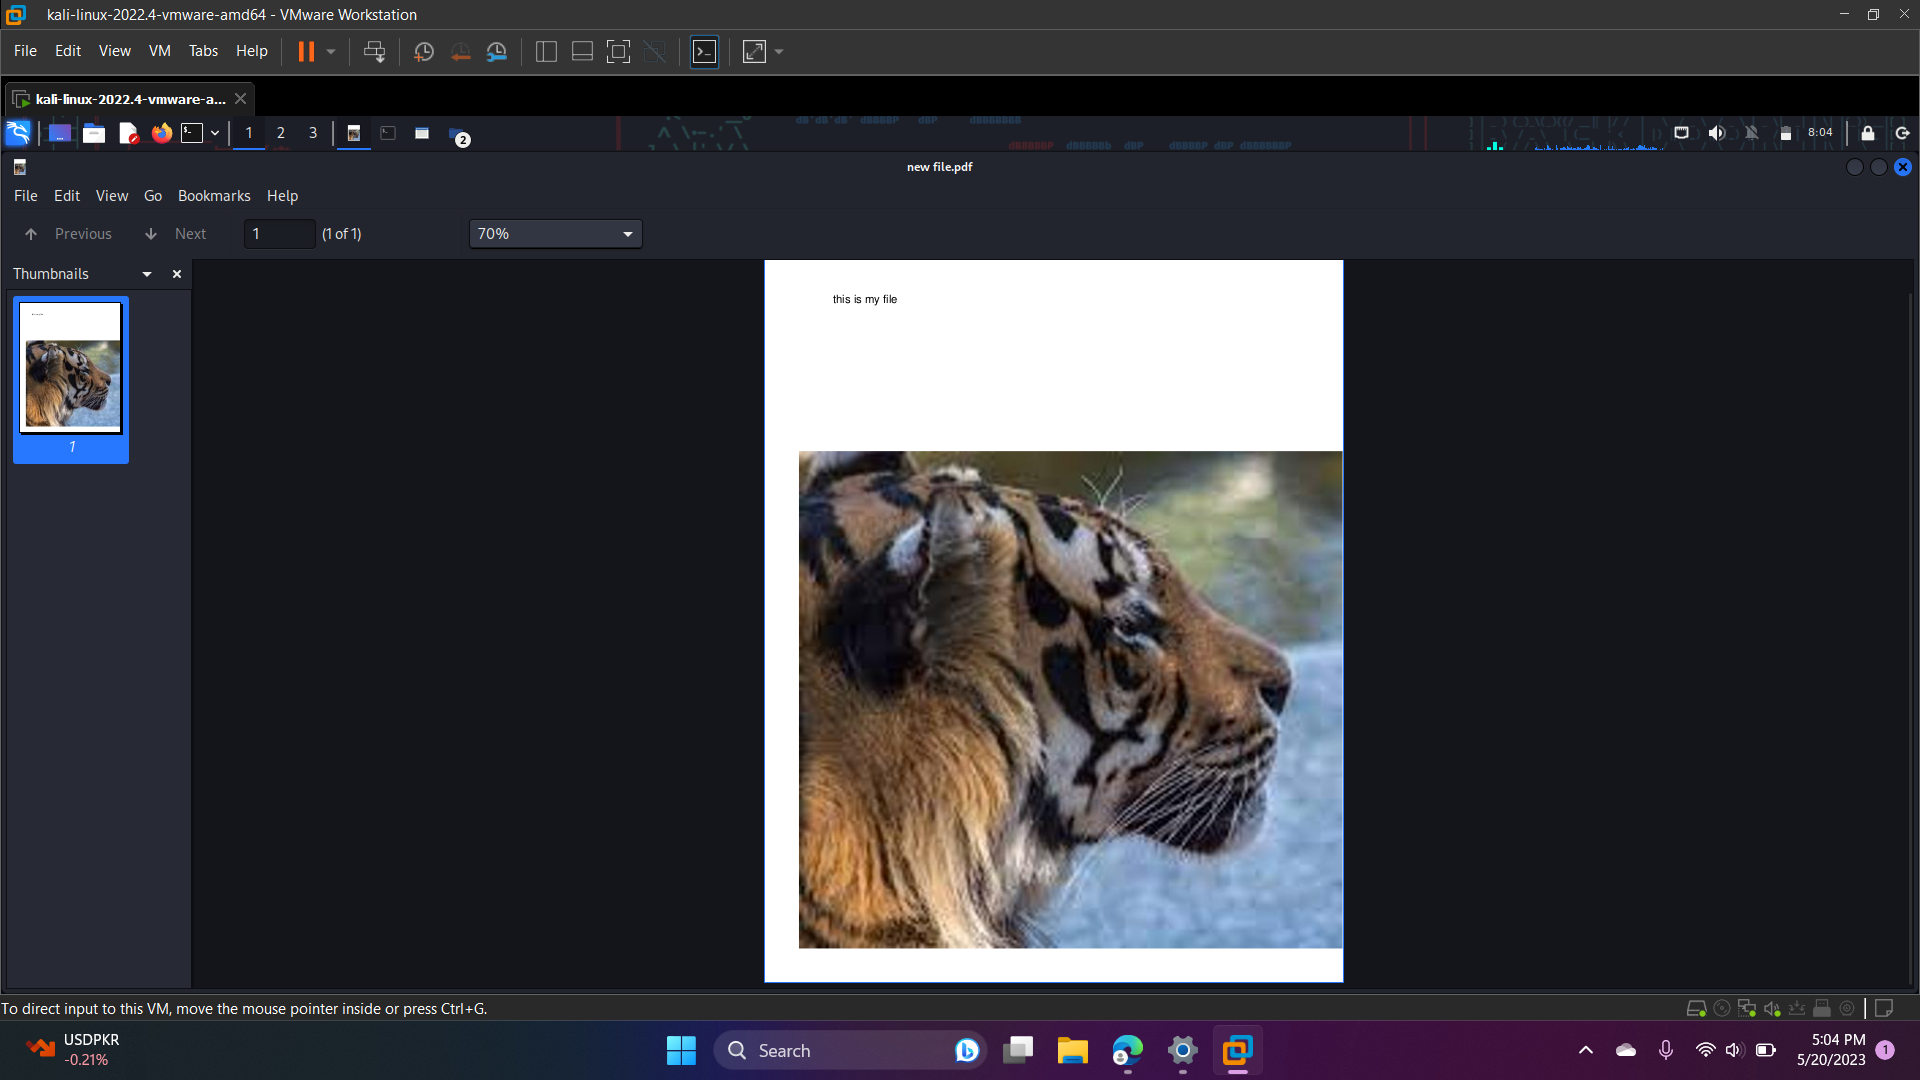 kali-linux-2022.4-vmware-amd64 - VMware Workstation
File Edit View VM Tabs Help
kali-linux-2022.4-vmware-a...
1 2 3 2 8:04
new file.pdf
File Edit View Go Bookmarks Help
Previous Next 1 (1 of 1) 70%
Thumbnails
this is my file
1
To direct input to this VM, move the mouse pointer inside or press Ctrl+G.
USDPKR
-0.21%
Search
5:04 PM
5/20/2023
1